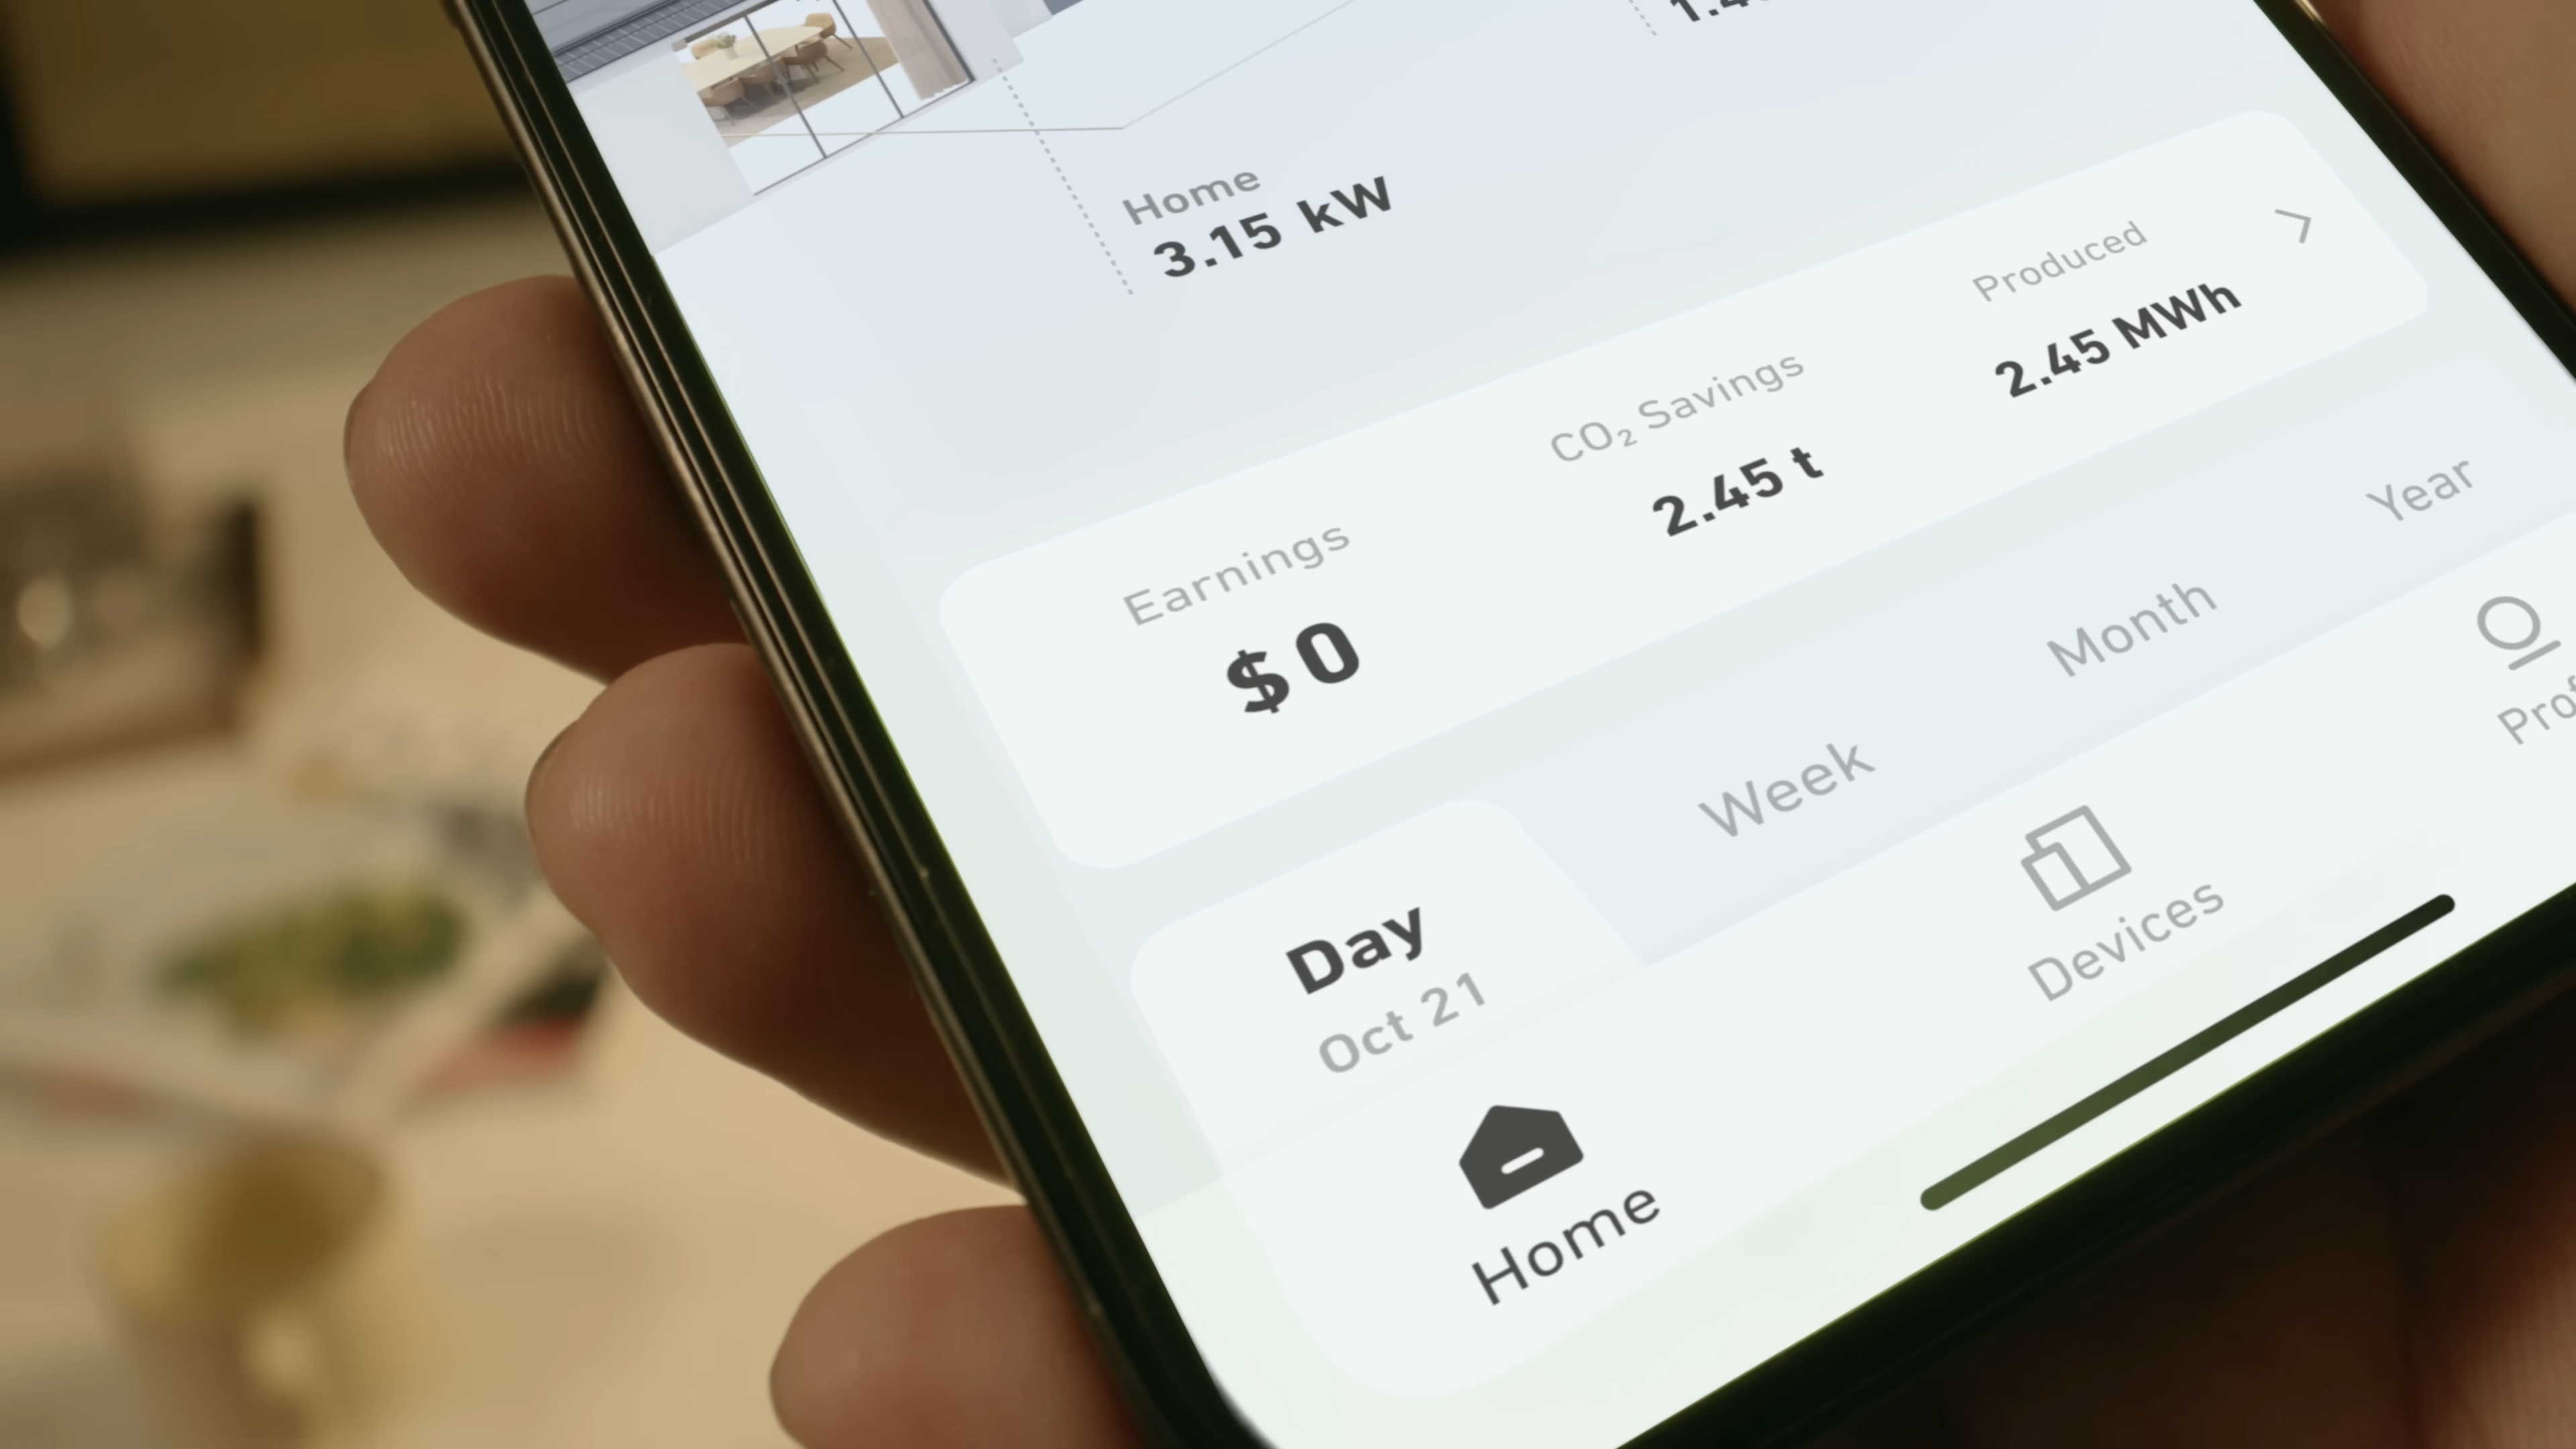 Home
3.15 kW
Earnings
$0
CO₂ Savings
2.45 t
Produced
2.45 MWh
Day
Oct 21
Week
Month
Year
Home
Devices